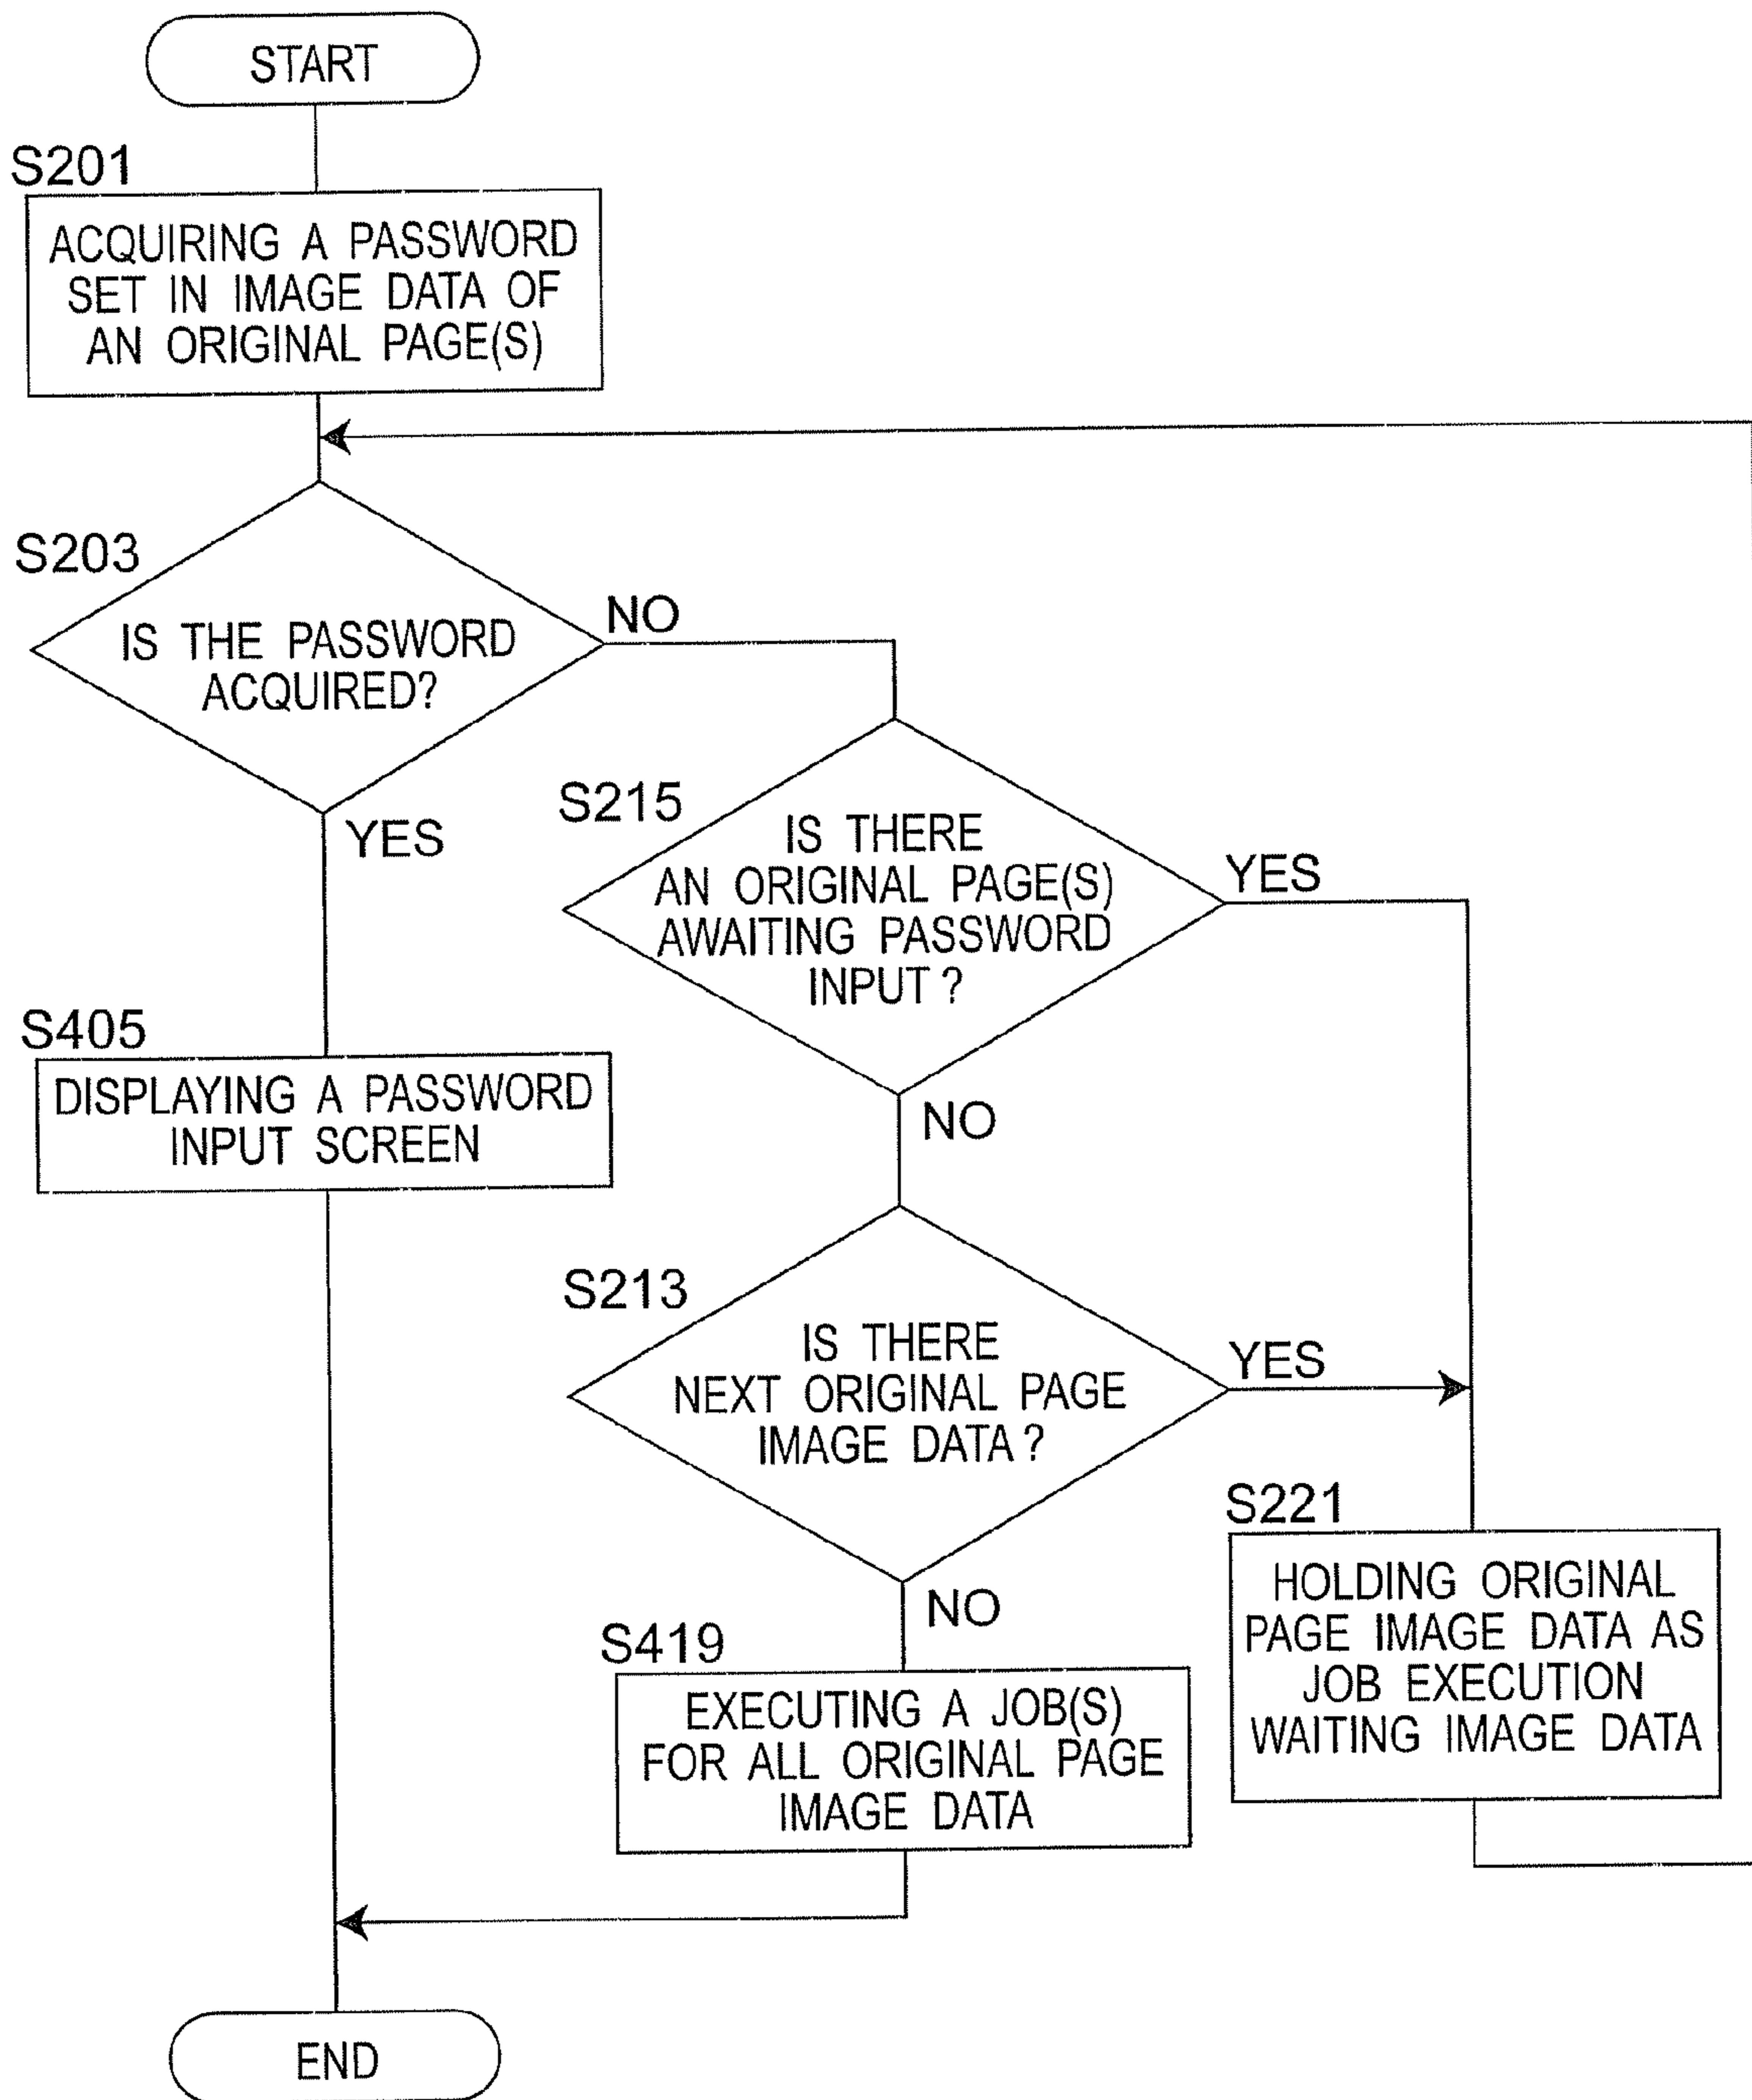 START
S201
ACQUIRING A PASSWORD
SET IN IMAGE DATA OF
AN ORIGINAL PAGE(S)
S203
IS THE PASSWORD
ACQUIRED?
NO
YES
S215
IS THERE
AN ORIGINAL PAGE(S)
AWAITING PASSWORD
INPUT?
YES
NO
S405
DISPLAYING A PASSWORD
INPUT SCREEN
S213
IS THERE
NEXT ORIGINAL PAGE
IMAGE DATA?
YES
NO
S221
HOLDING ORIGINAL
PAGE IMAGE DATA AS
JOB EXECUTION
WAITING IMAGE DATA
S419
EXECUTING A JOB(S)
FOR ALL ORIGINAL PAGE
IMAGE DATA
END